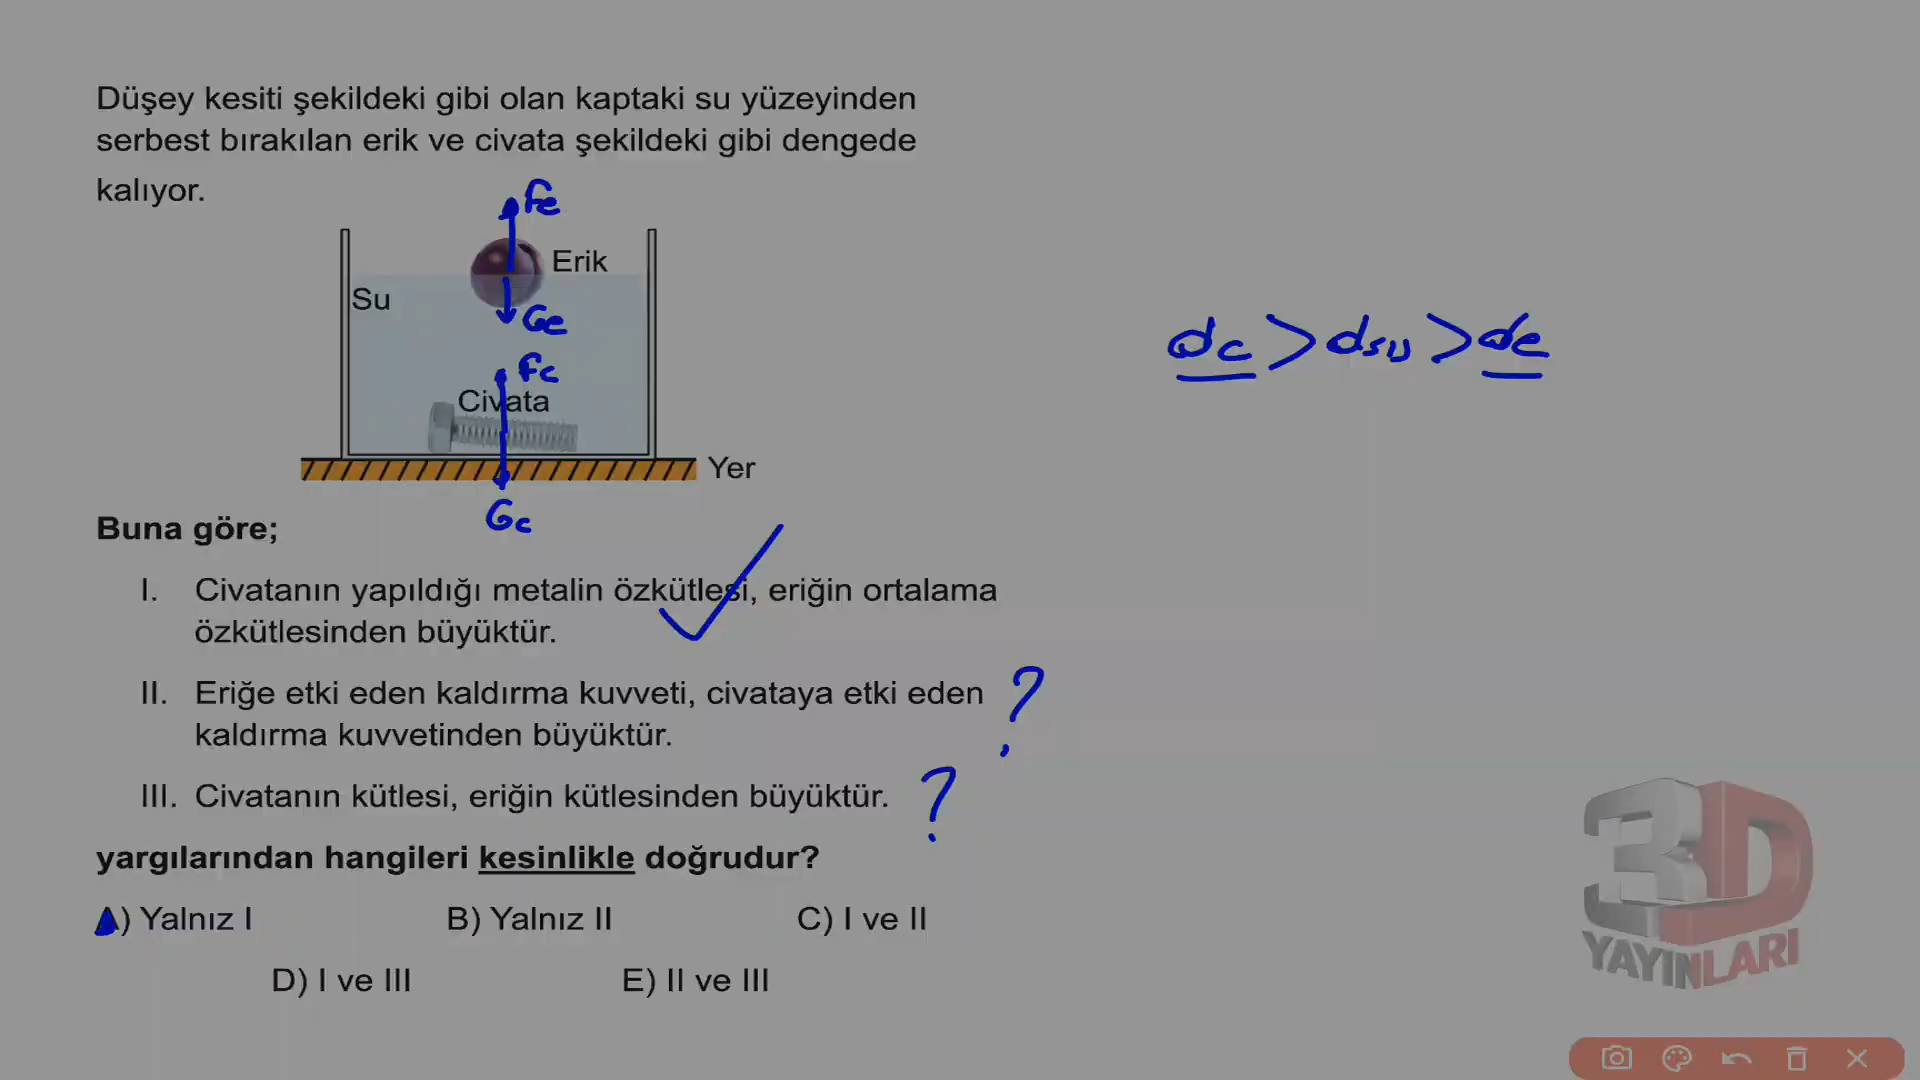 Düşey kesiti şekildeki gibi olan kaptaki su yüzeyinden
serbest bırakılan erik ve civata şekildeki gibi dengede
kalıyor.
Fe
Erik
Su
Ge
Fc
Civata
Yer
Gc
dc > dsu > de
Buna göre;
I. Civatanın yapıldığı metalin özkütlesi, eriğin ortalama
özkütlesinden büyüktür.
II. Eriğe etki eden kaldırma kuvveti, civataya etki eden
kaldırma kuvvetinden büyüktür.
?
III. Civatanın kütlesi, eriğin kütlesinden büyüktür. ?
yargılarından hangileri kesinlikle doğrudur?
A) Yalnız I B) Yalnız II C) I ve II
D) I ve III E) II ve III
3D
YAYINLARI